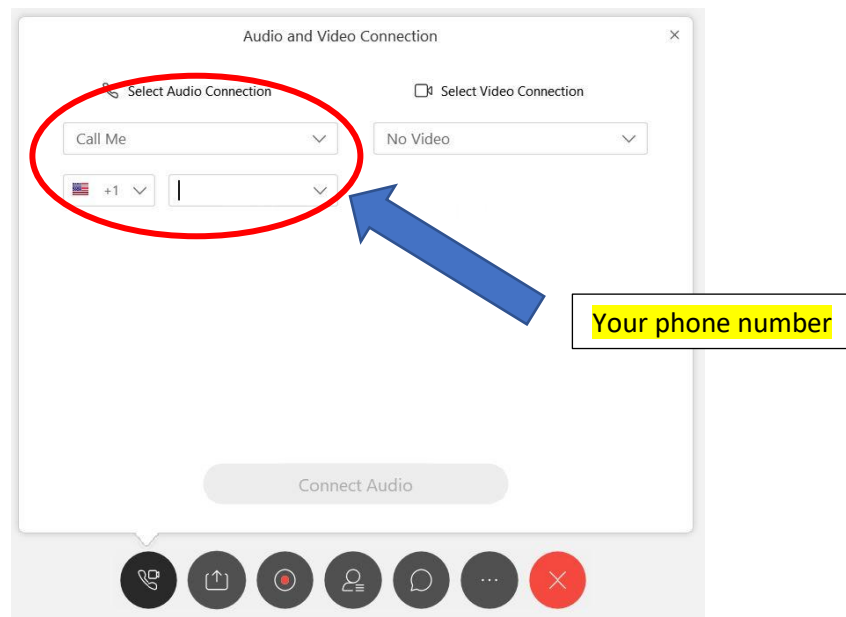 Audio and Video Connection
Select Audio Connection
Select Video Connection
Call Me
No Video
+1
Your phone number
Connect Audio